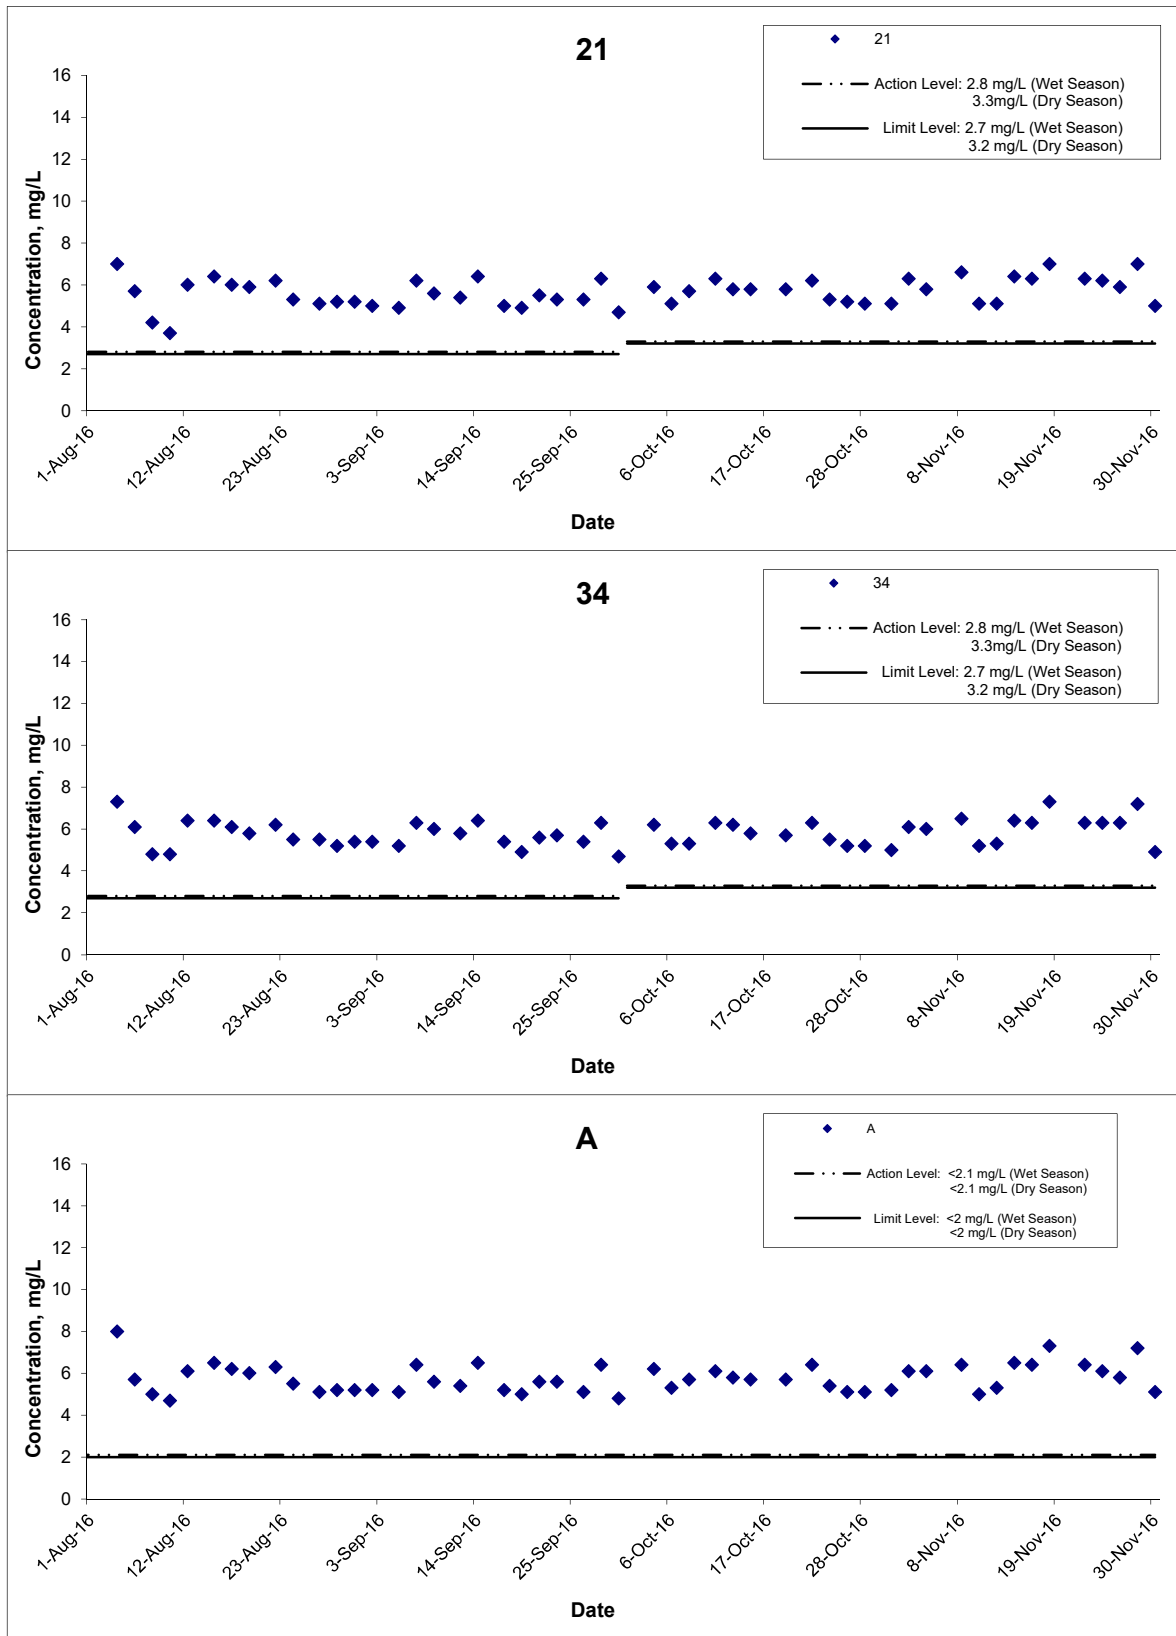 21
21
Action Level: 2.8 mg/L (Wet Season)
3.3mg/L (Dry Season)
Limit Level: 2.7 mg/L (Wet Season)
3.2 mg/L (Dry Season)
Concentration, mg/L
16
14
12
10
8
6
4
2
0
1-Aug-16
12-Aug-16
23-Aug-16
3-Sep-16
14-Sep-16
25-Sep-16
6-Oct-16
17-Oct-16
28-Oct-16
8-Nov-16
19-Nov-16
30-Nov-16
Date
34
34
Action Level: 2.8 mg/L (Wet Season)
3.3mg/L (Dry Season)
Limit Level: 2.7 mg/L (Wet Season)
3.2 mg/L (Dry Season)
Concentration, mg/L
16
14
12
10
8
6
4
2
0
1-Aug-16
12-Aug-16
23-Aug-16
3-Sep-16
14-Sep-16
25-Sep-16
6-Oct-16
17-Oct-16
28-Oct-16
8-Nov-16
19-Nov-16
30-Nov-16
Date
A
A
Action Level: <2.1 mg/L (Wet Season)
<2.1 mg/L (Dry Season)
Limit Level: <2 mg/L (Wet Season)
<2 mg/L (Dry Season)
Concentration, mg/L
16
14
12
10
8
6
4
2
0
1-Aug-16
12-Aug-16
23-Aug-16
3-Sep-16
14-Sep-16
25-Sep-16
6-Oct-16
17-Oct-16
28-Oct-16
8-Nov-16
19-Nov-16
30-Nov-16
Date